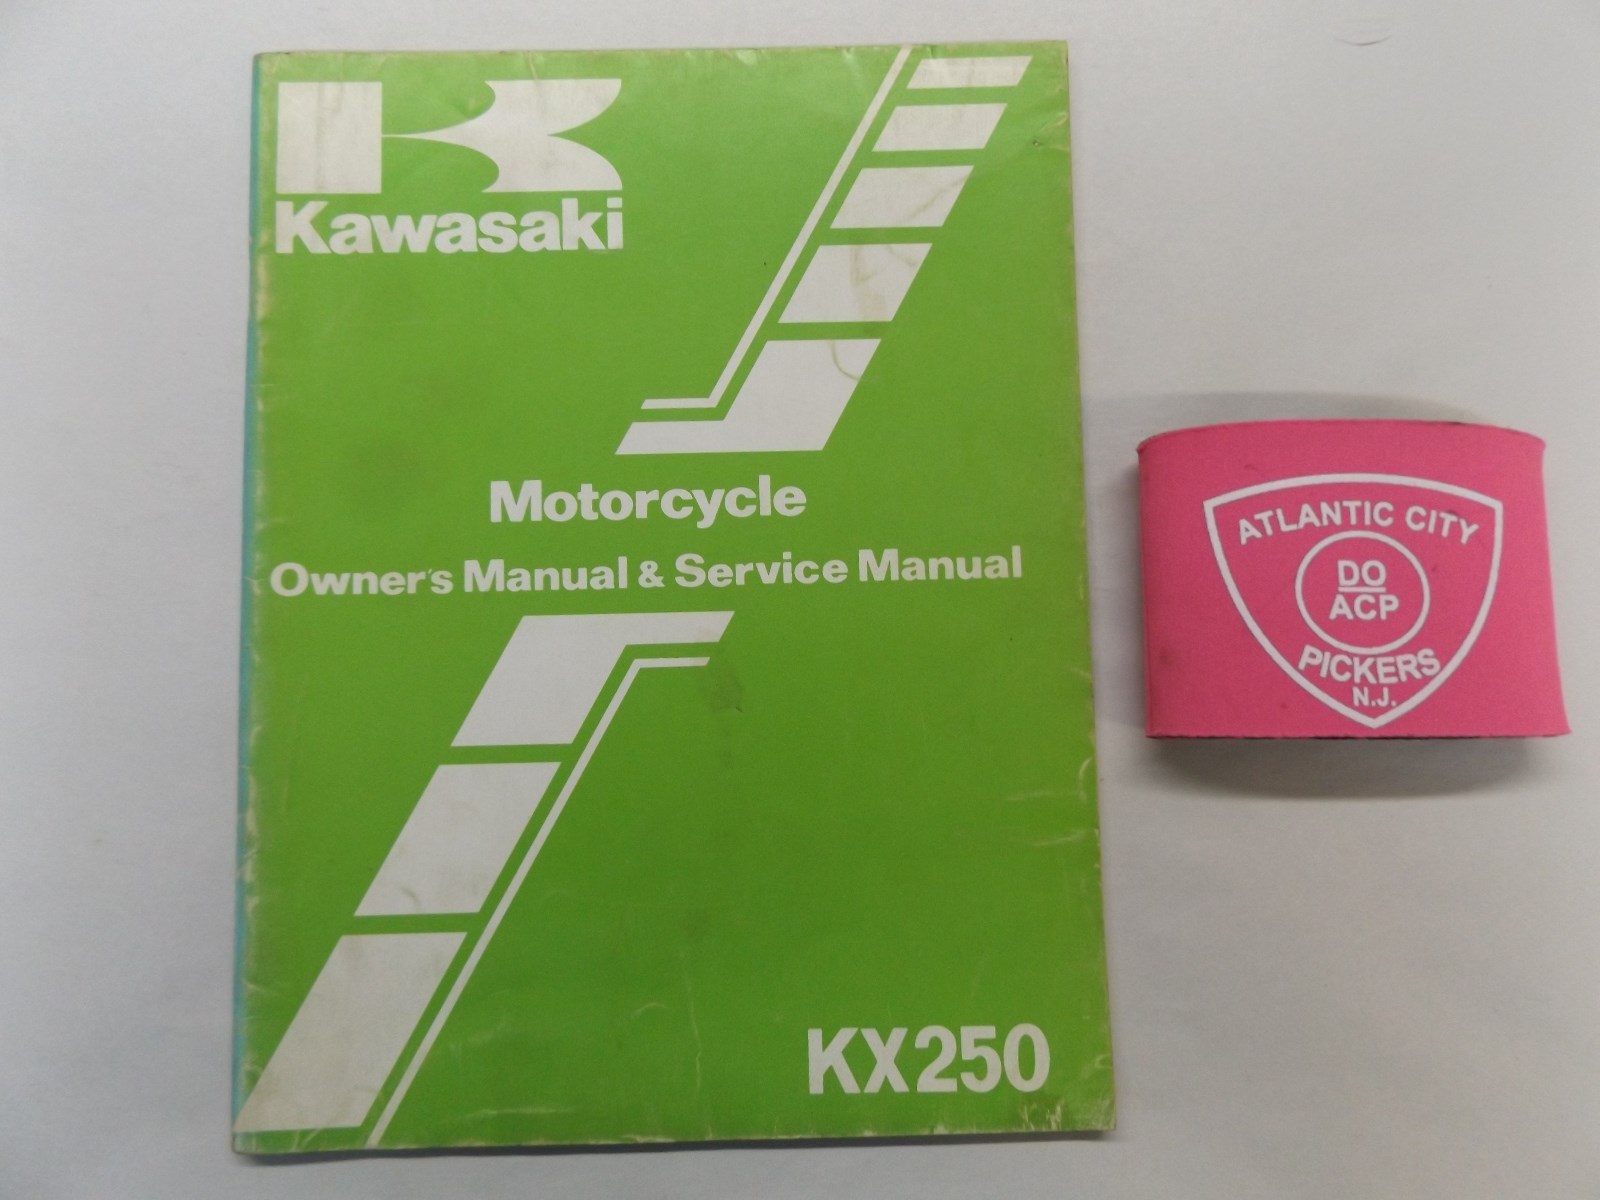 Kawasaki
Motorcycle
Owner's Manual & Service Manual
KX250
ATLANTIC CITY
DO
ACP
PICKERS
N.J.